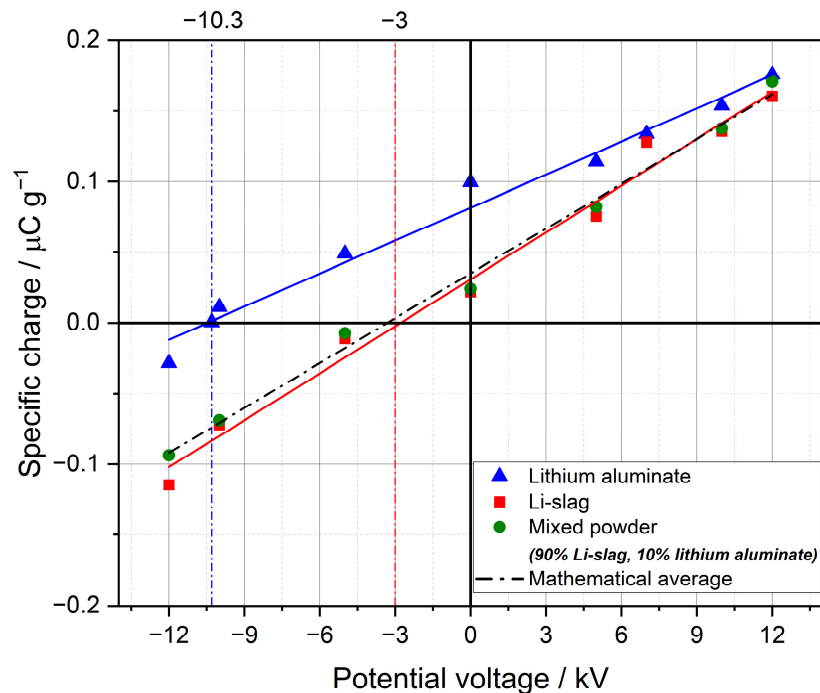 −10.3
−3
0.2
0.1
0.0
−0.1
−0.2
Specific charge / μC g⁻¹
Lithium aluminate
Li-slag
Mixed powder
(90% Li-slag, 10% lithium aluminate)
Mathematical average
−12
−9
−6
−3
0
3
6
9
12
Potential voltage / kV